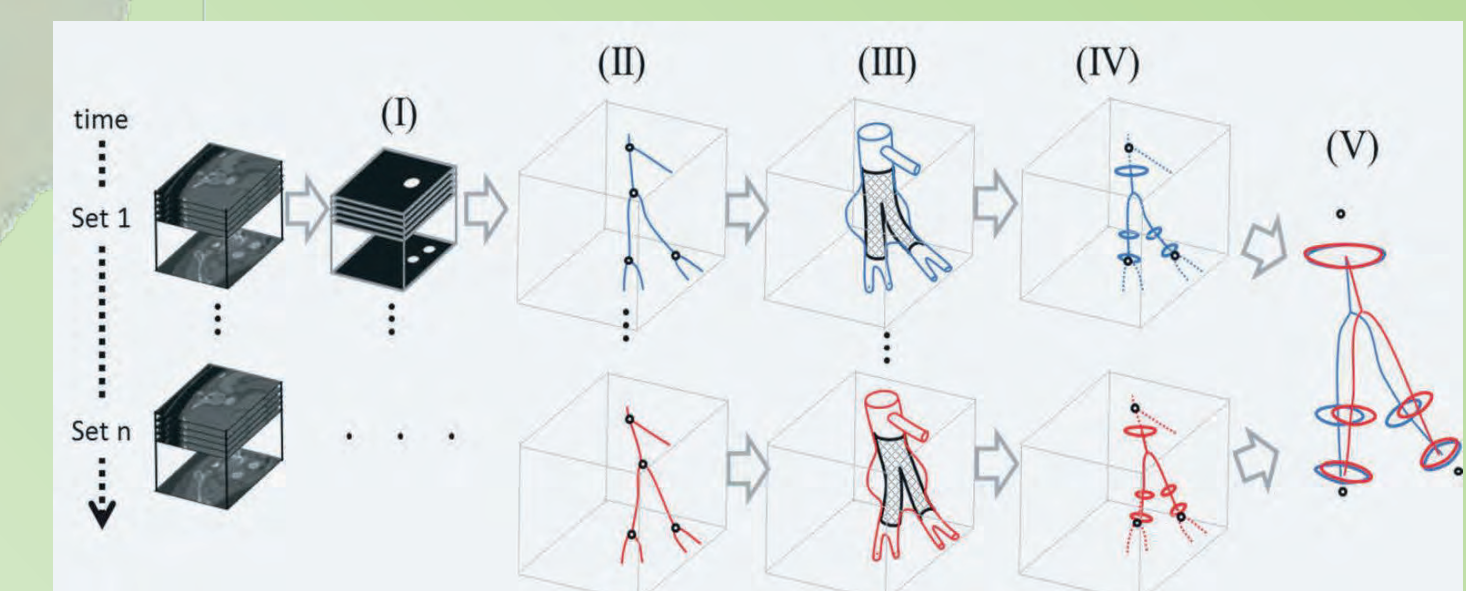 (II)
(III)
(IV)
(I)
time
(V)
Set 1
Set n